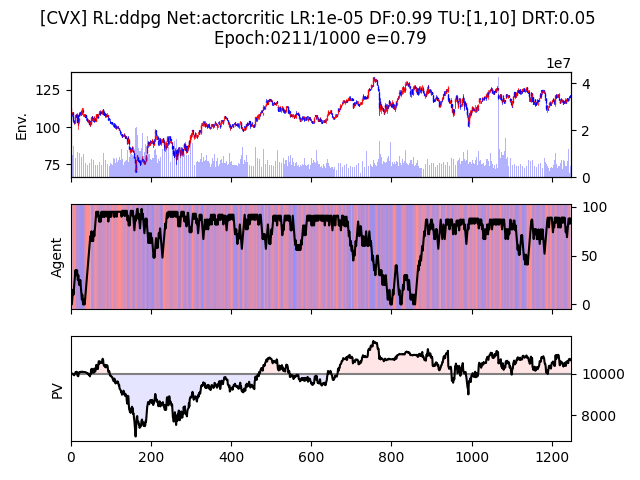 [CVX] RL:ddpg Net:actorcritic LR:1e-05 DF:0.99 TU:[1,10] DRT:0.05
Epoch:0211/1000 e=0.79
1e7
125
100
75
Env.
4
2
0
Agent
100
50
0
PV
10000
8000
0 200 400 600 800 1000 1200